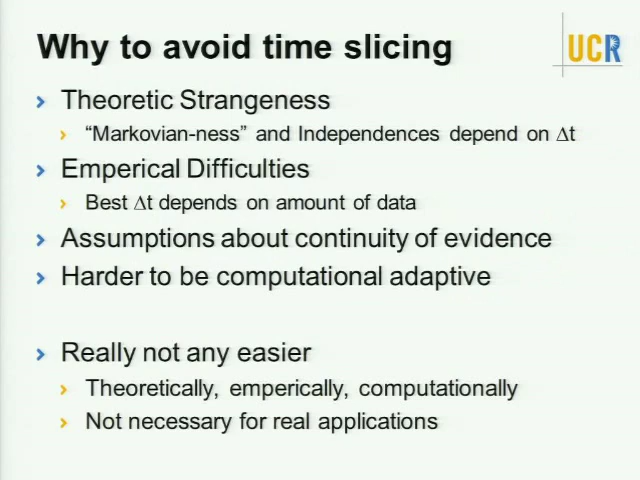 Why to avoid time slicing
UCR
Theoretic Strangeness
“Markovian-ness” and Independences depend on Δt
Emperical Difficulties
Best Δt depends on amount of data
Assumptions about continuity of evidence
Harder to be computational adaptive
Really not any easier
Theoretically, emperically, computationally
Not necessary for real applications